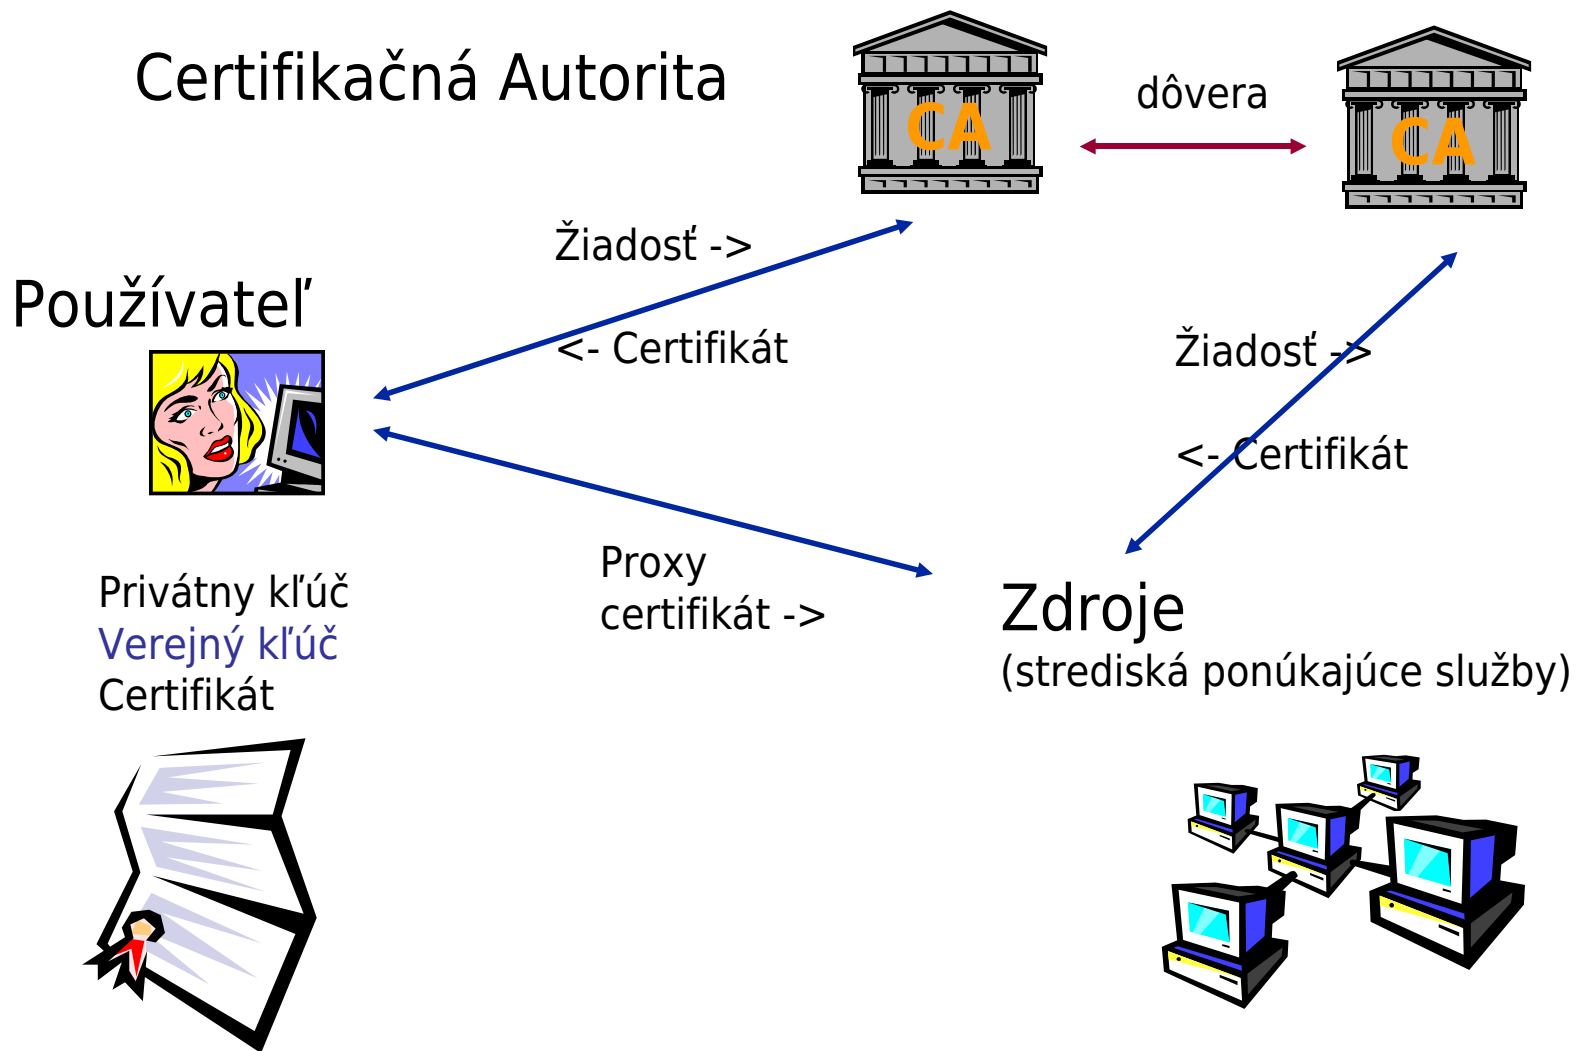 Certifikačná Autorita
CA
dôvera
CA
Žiadosť ->
<- Certifikát
Používateľ
Žiadosť ->
<- Certifikát
Proxy
certifikát ->
Privátny kľúč
Verejný kľúč
Certifikát
Zdroje
(strediská ponúkajúce služby)